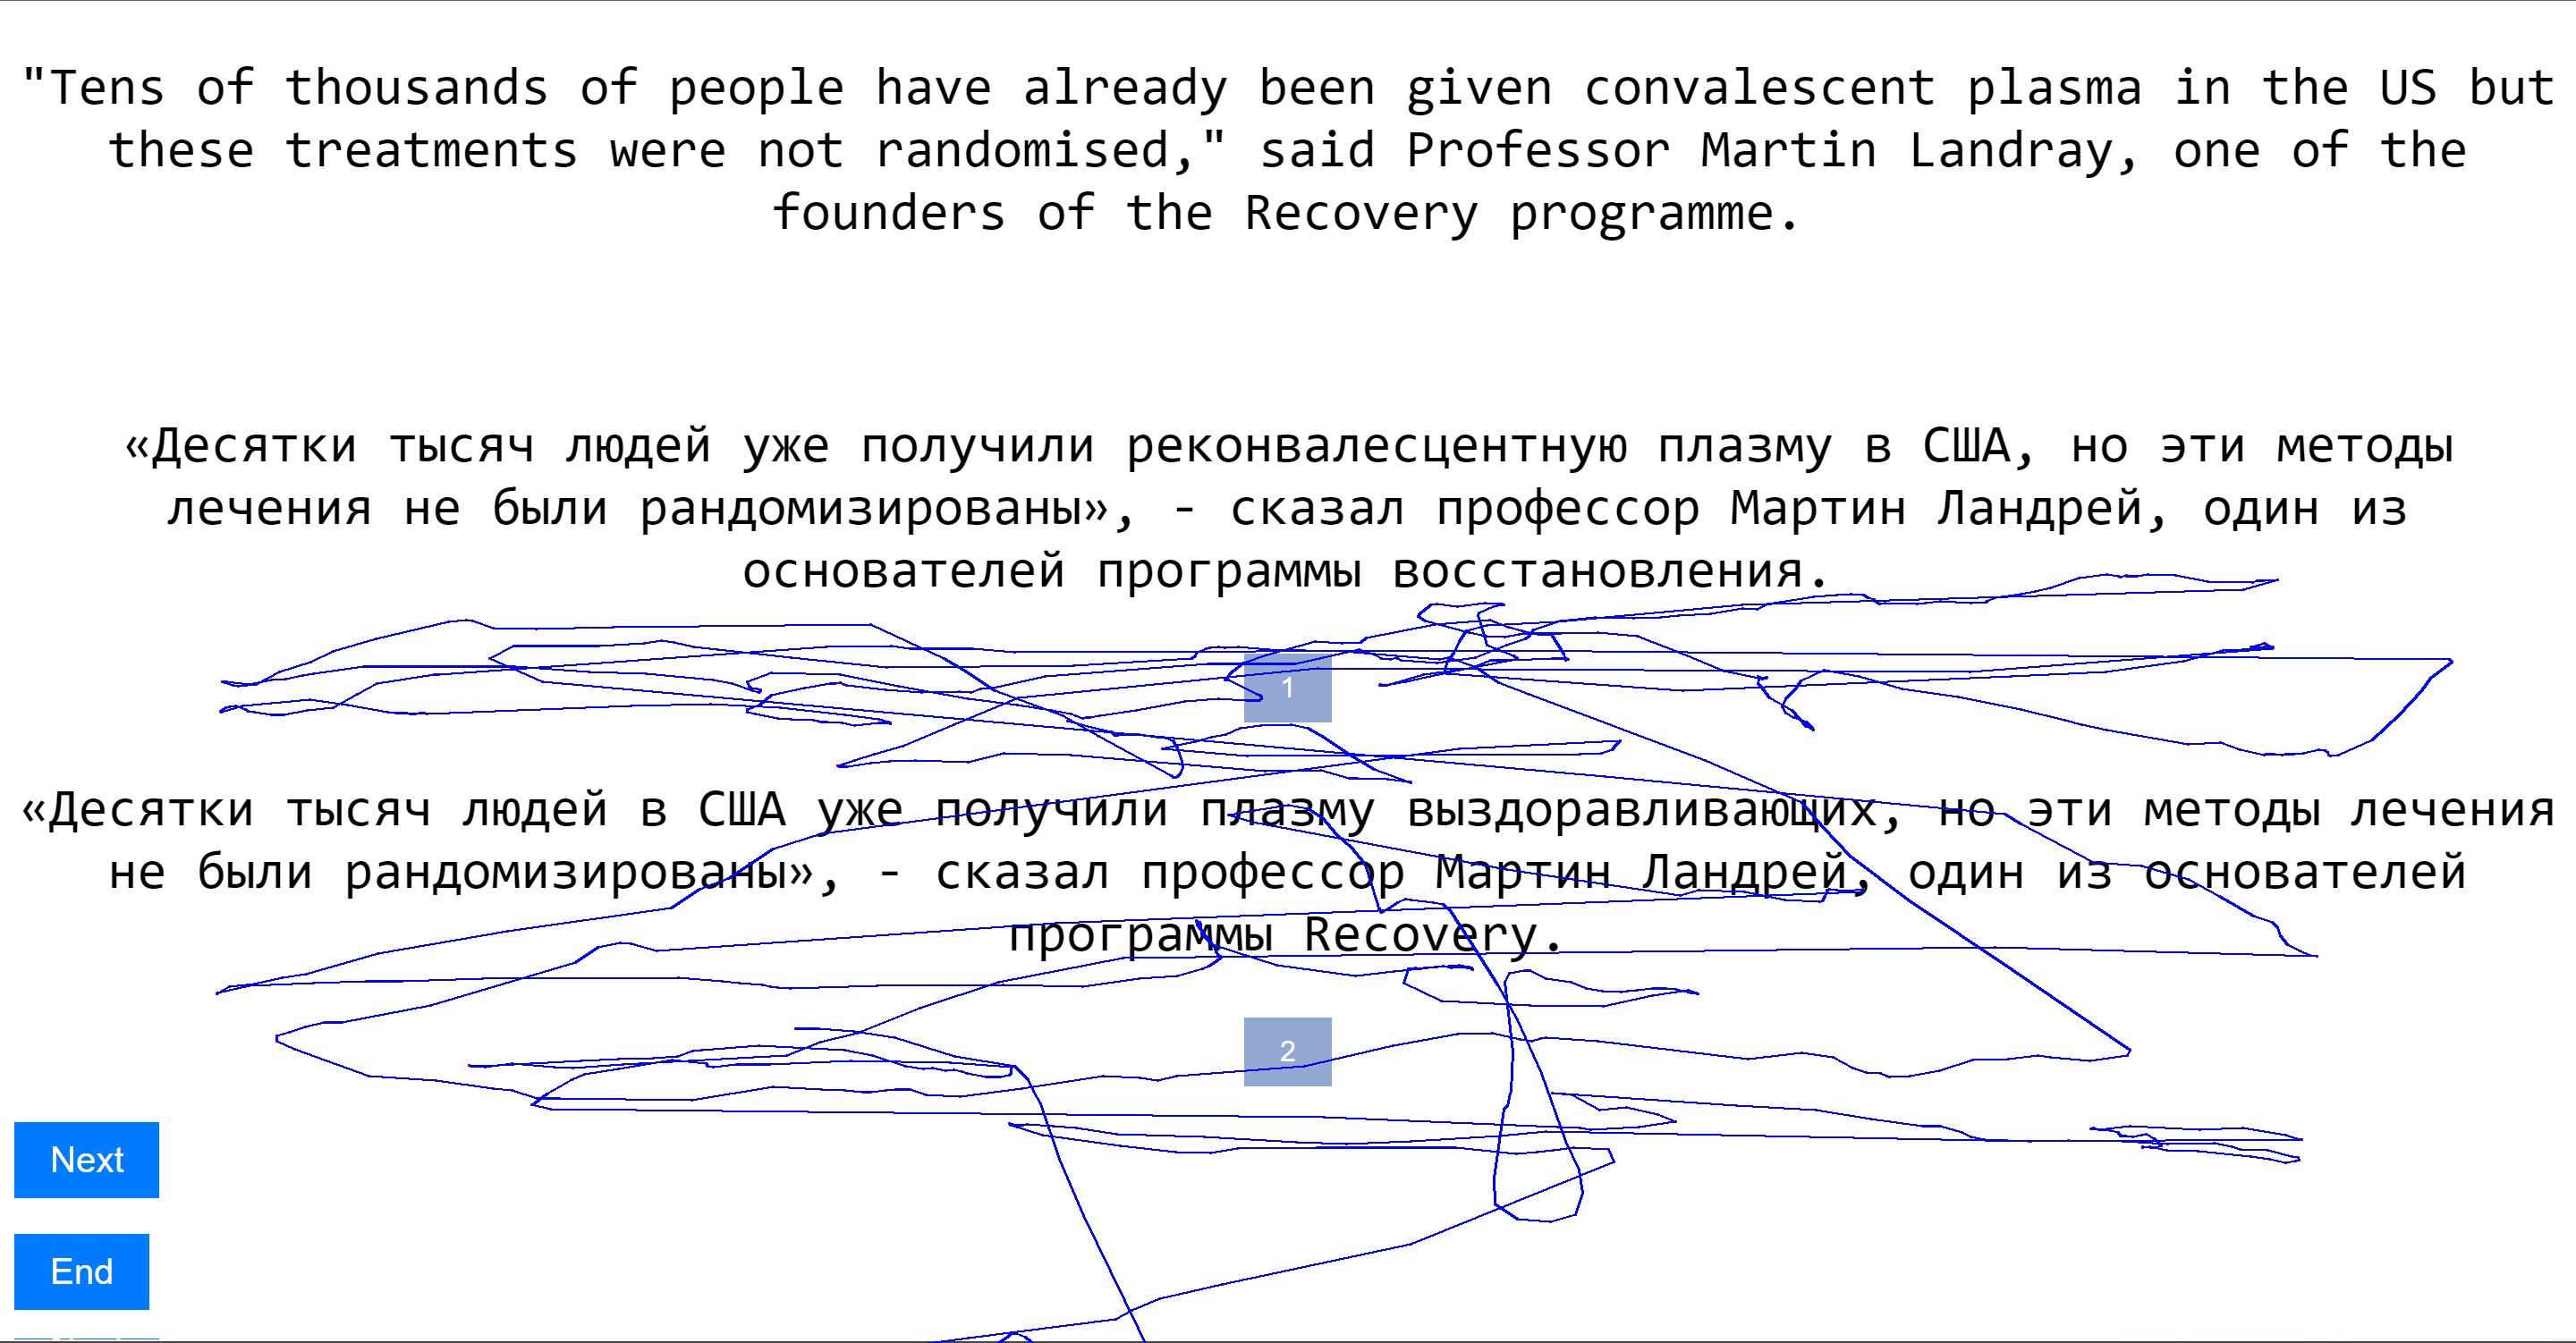 "Tens of thousands of people have already been given convalescent plasma in the US but
these treatments were not randomised," said Professor Martin Landray, one of the
founders of the Recovery programme.
«Десятки тысяч людей уже получили реконвалесцентную плазму в США, но эти методы
лечения не были рандомизированы», - сказал профессор Мартин Ландрей, один из
основателей программы восстановления.
1
«Десятки тысяч людей в США уже получили плазму выздоравливающих, но эти методы лечения
не были рандомизированы», - сказал профессор Мартин Ландрей, один из основателей
программы Recovery.
2
Next
End